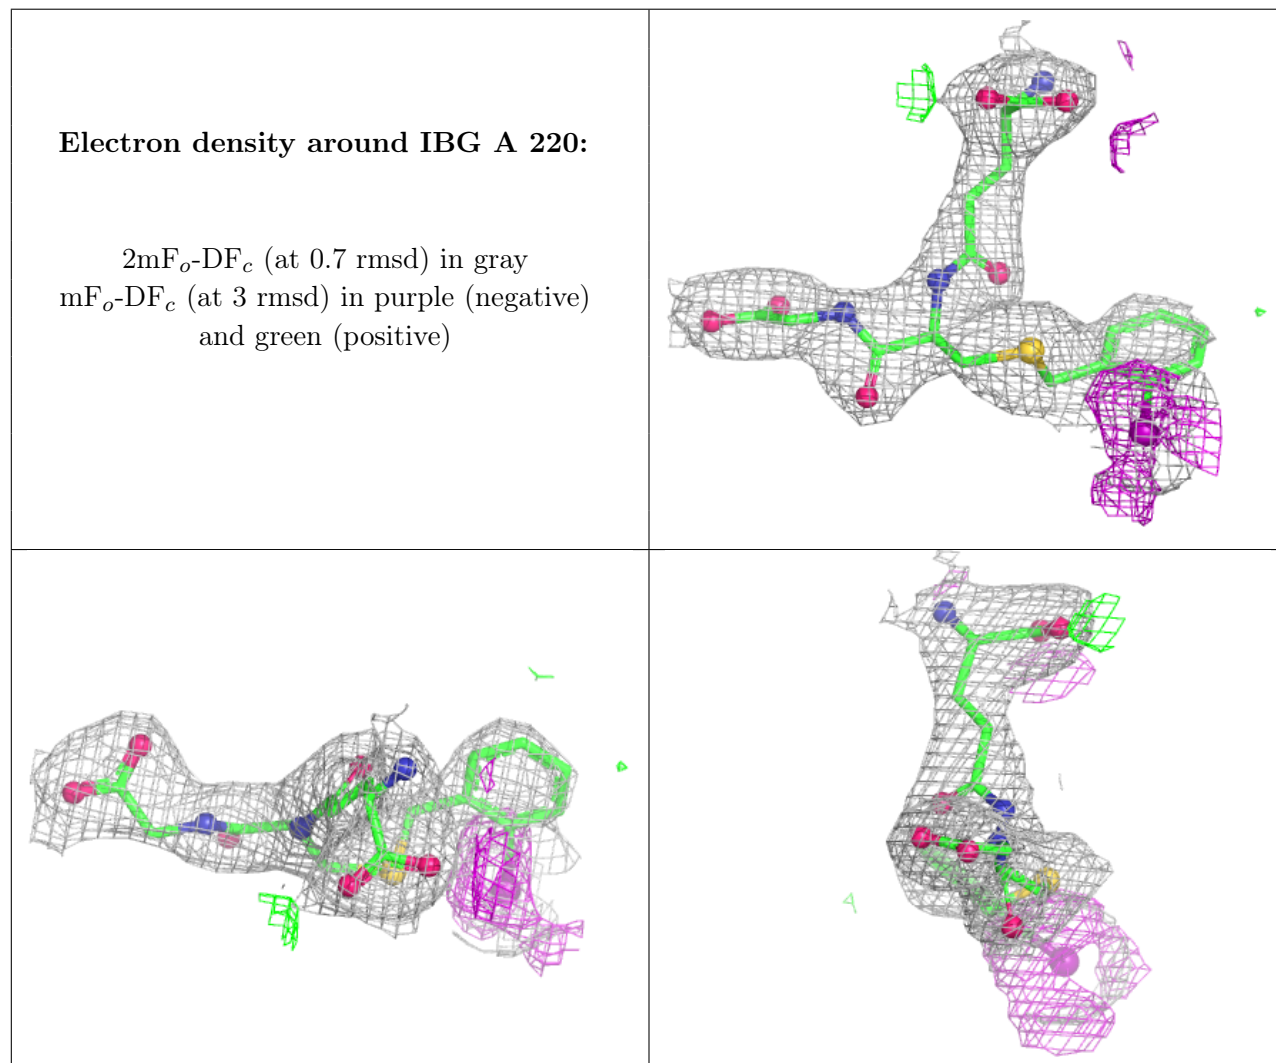 Electron density around IBG A 220:
2mFo-DFc (at 0.7 rmsd) in gray
mFo-DFc (at 3 rmsd) in purple (negative)
and green (positive)